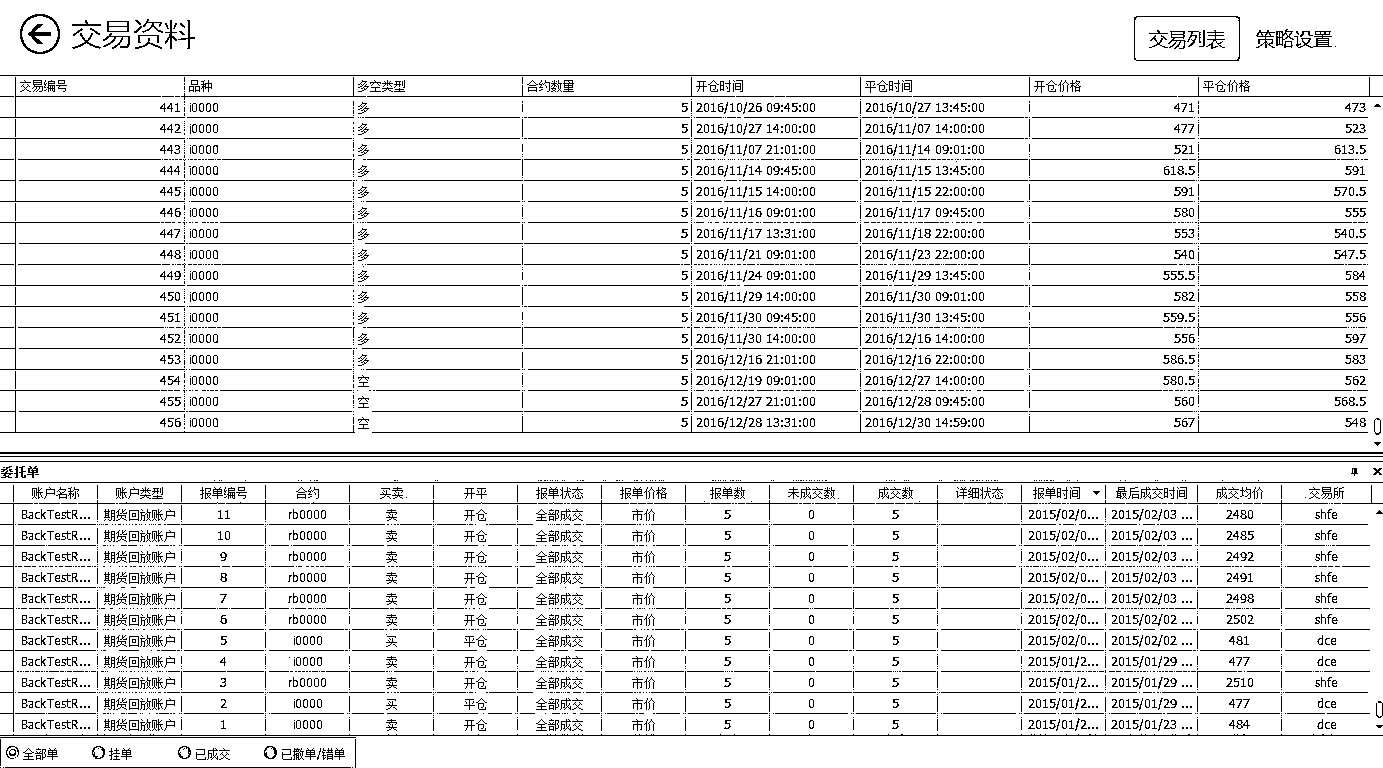 交易资料 交易列表 策略设置
交易编号 品种 多空类型 合约数量 开仓时间 平仓时间 开仓价格 平仓价格
441 i0000 多 5 2016/10/26 09:45:00 2016/10/27 13:45:00 471 473
442 i0000 多 5 2016/10/27 14:00:00 2016/11/07 14:00:00 477 523
443 i0000 多 5 2016/11/07 21:01:00 2016/11/14 09:01:00 521 613.5
444 i0000 多 5 2016/11/14 09:45:00 2016/11/15 13:45:00 618.5 591
445 i0000 多 5 2016/11/15 14:00:00 2016/11/15 22:00:00 591 570.5
446 i0000 多 5 2016/11/16 09:01:00 2016/11/17 09:45:00 580 555
447 i0000 多 5 2016/11/17 13:31:00 2016/11/18 22:00:00 553 540.5
448 i0000 多 5 2016/11/21 09:01:00 2016/11/23 22:00:00 540 547.5
449 i0000 多 5 2016/11/24 09:01:00 2016/11/29 13:45:00 555.5 584
450 i0000 多 5 2016/11/29 14:00:00 2016/11/30 09:01:00 582 558
451 i0000 多 5 2016/11/30 09:45:00 2016/11/30 13:45:00 559.5 556
452 i0000 多 5 2016/11/30 14:00:00 2016/12/16 14:00:00 556 597
453 i0000 多 5 2016/12/16 21:01:00 2016/12/16 22:00:00 586.5 583
454 i0000 空 5 2016/12/19 09:01:00 2016/12/27 14:00:00 580.5 562
455 i0000 空 5 2016/12/27 21:01:00 2016/12/28 09:45:00 560 568.5
456 i0000 空 5 2016/12/28 13:31:00 2016/12/30 14:59:00 567 548
委托单
账户名称 账户类型 报单编号 合约 买卖 开平 报单状态 报单价格 报单数 未成交数 成交数 详细状态 报单时间 最后成交时间 成交均价 交易所
BackTestR... 期货回放账户 11 rb0000 卖 开仓 全部成交 市价 5 0 5 2015/02/0... 2015/02/03 ... 2480 shfe
BackTestR... 期货回放账户 10 rb0000 卖 开仓 全部成交 市价 5 0 5 2015/02/0... 2015/02/03 ... 2485 shfe
BackTestR... 期货回放账户 9 rb0000 卖 开仓 全部成交 市价 5 0 5 2015/02/0... 2015/02/03 ... 2492 shfe
BackTestR... 期货回放账户 8 rb0000 卖 开仓 全部成交 市价 5 0 5 2015/02/0... 2015/02/03 ... 2491 shfe
BackTestR... 期货回放账户 7 rb0000 卖 开仓 全部成交 市价 5 0 5 2015/02/0... 2015/02/03 ... 2498 shfe
BackTestR... 期货回放账户 6 rb0000 卖 开仓 全部成交 市价 5 0 5 2015/02/0... 2015/02/02 ... 2502 shfe
BackTestR... 期货回放账户 5 i0000 买 平仓 全部成交 市价 5 0 5 2015/02/0... 2015/02/02 ... 481 dce
BackTestR... 期货回放账户 4 i0000 卖 开仓 全部成交 市价 5 0 5 2015/01/2... 2015/01/29 ... 477 dce
BackTestR... 期货回放账户 3 rb0000 卖 开仓 全部成交 市价 5 0 5 2015/01/2... 2015/01/29 ... 2510 shfe
BackTestR... 期货回放账户 2 i0000 买 平仓 全部成交 市价 5 0 5 2015/01/2... 2015/01/29 ... 477 dce
BackTestR... 期货回放账户 1 i0000 卖 开仓 全部成交 市价 5 0 5 2015/01/2... 2015/01/23 ... 484 dce
全部单 挂单 已成交 已撤单/错单